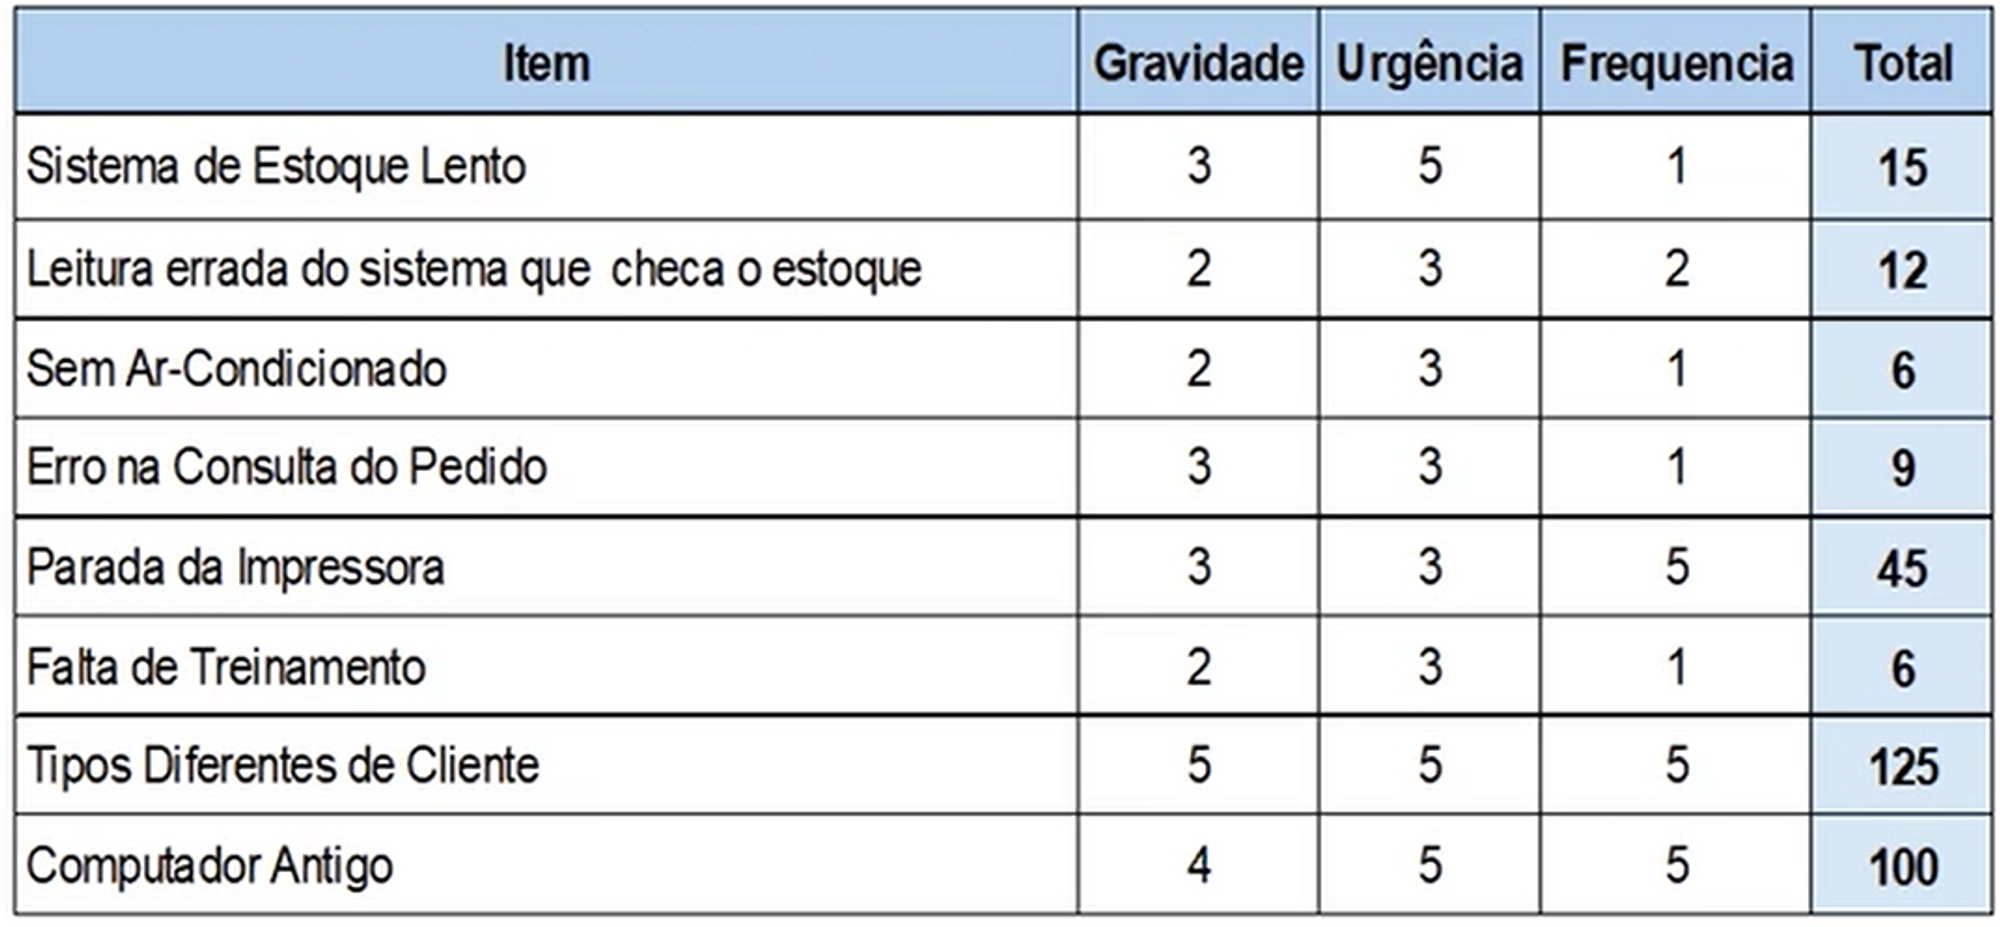 Item Gravidade Urgência Frequencia Total
Sistema de Estoque Lento 3 5 1 15
Leitura errada do sistema que checa o estoque 2 3 2 12
Sem Ar-Condicionado 2 3 1 6
Erro na Consulta do Pedido 3 3 1 9
Parada da Impressora 3 3 5 45
Falta de Treinamento 2 3 1 6
Tipos Diferentes de Cliente 5 5 5 125
Computador Antigo 4 5 5 100